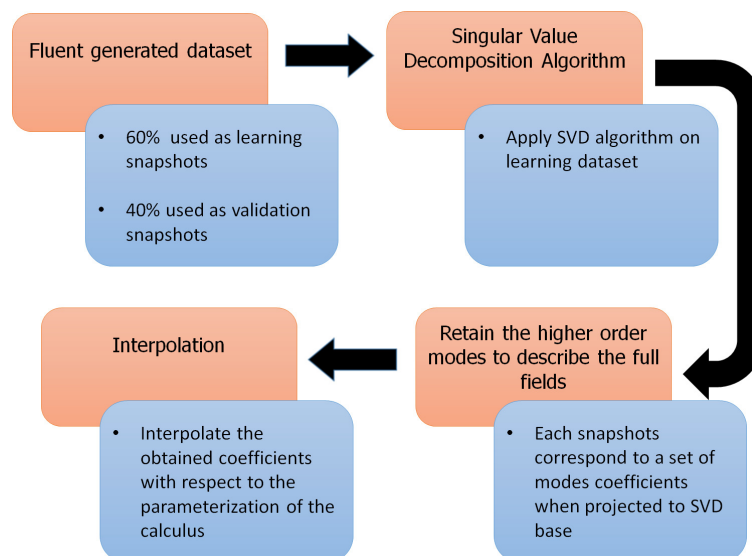 Fluent generated dataset
• 60% used as learning
snapshots
• 40% used as validation
snapshots
Singular Value
Decomposition Algorithm
• Apply SVD algorithm on
learning dataset
Retain the higher order
modes to describe the full
fields
• Each snapshots
correspond to a set of
modes coefficients
when projected to SVD
base
Interpolation
• Interpolate the
obtained coefficients
with respect to the
parameterization of the
calculus